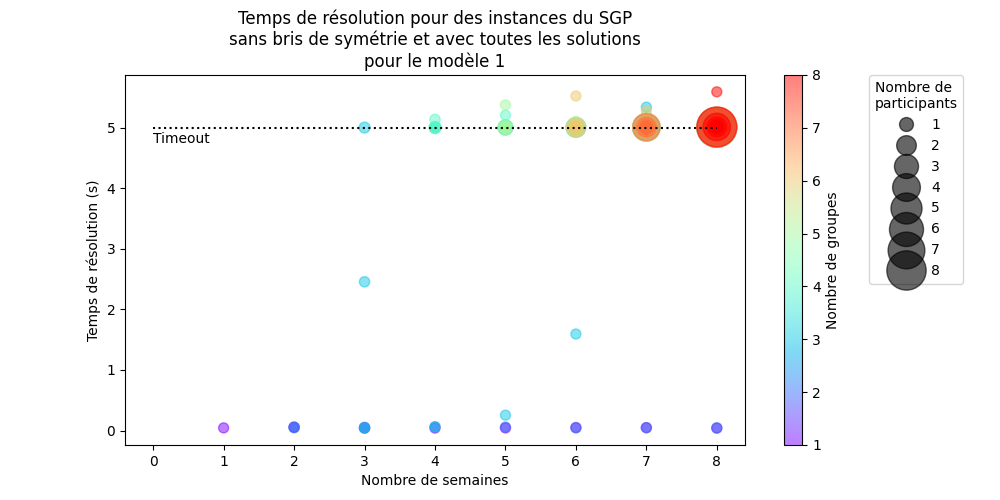 Temps de résolution pour des instances du SGP
sans bris de symétrie et avec toutes les solutions
pour le modèle 1
Temps de résolution (s)
5
4
3
2
1
0
Timeout
0 1 2 3 4 5 6 7 8
Nombre de semaines
8
7
6
5
4
3
2
1
Nombre de groupes
Nombre de
participants
1
2
3
4
5
6
7
8